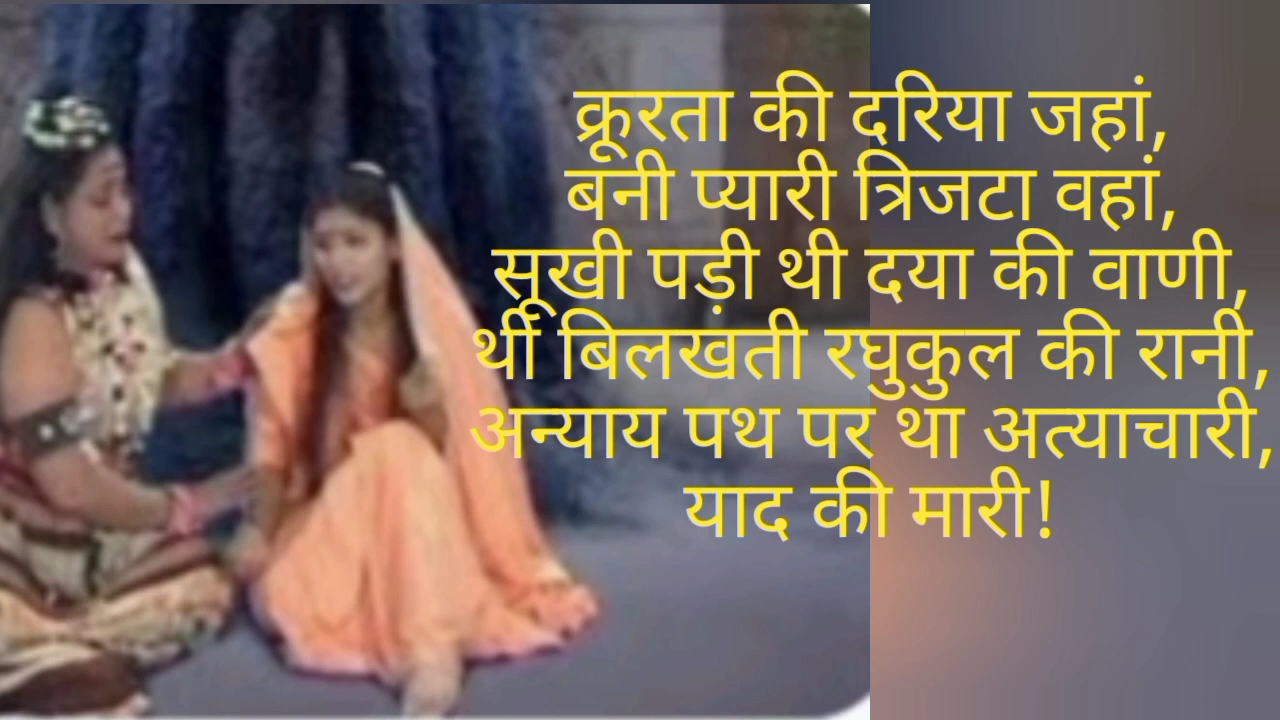 क्रूरता की दरिया जहां,
बनी प्यारी त्रिजटा वहां,
सूखी पड़ी थी दया की वाणी,
थी बिलखती रघुकुल की रानी,
अन्याय पथ पर था अत्याचारी,
याद की मारी!